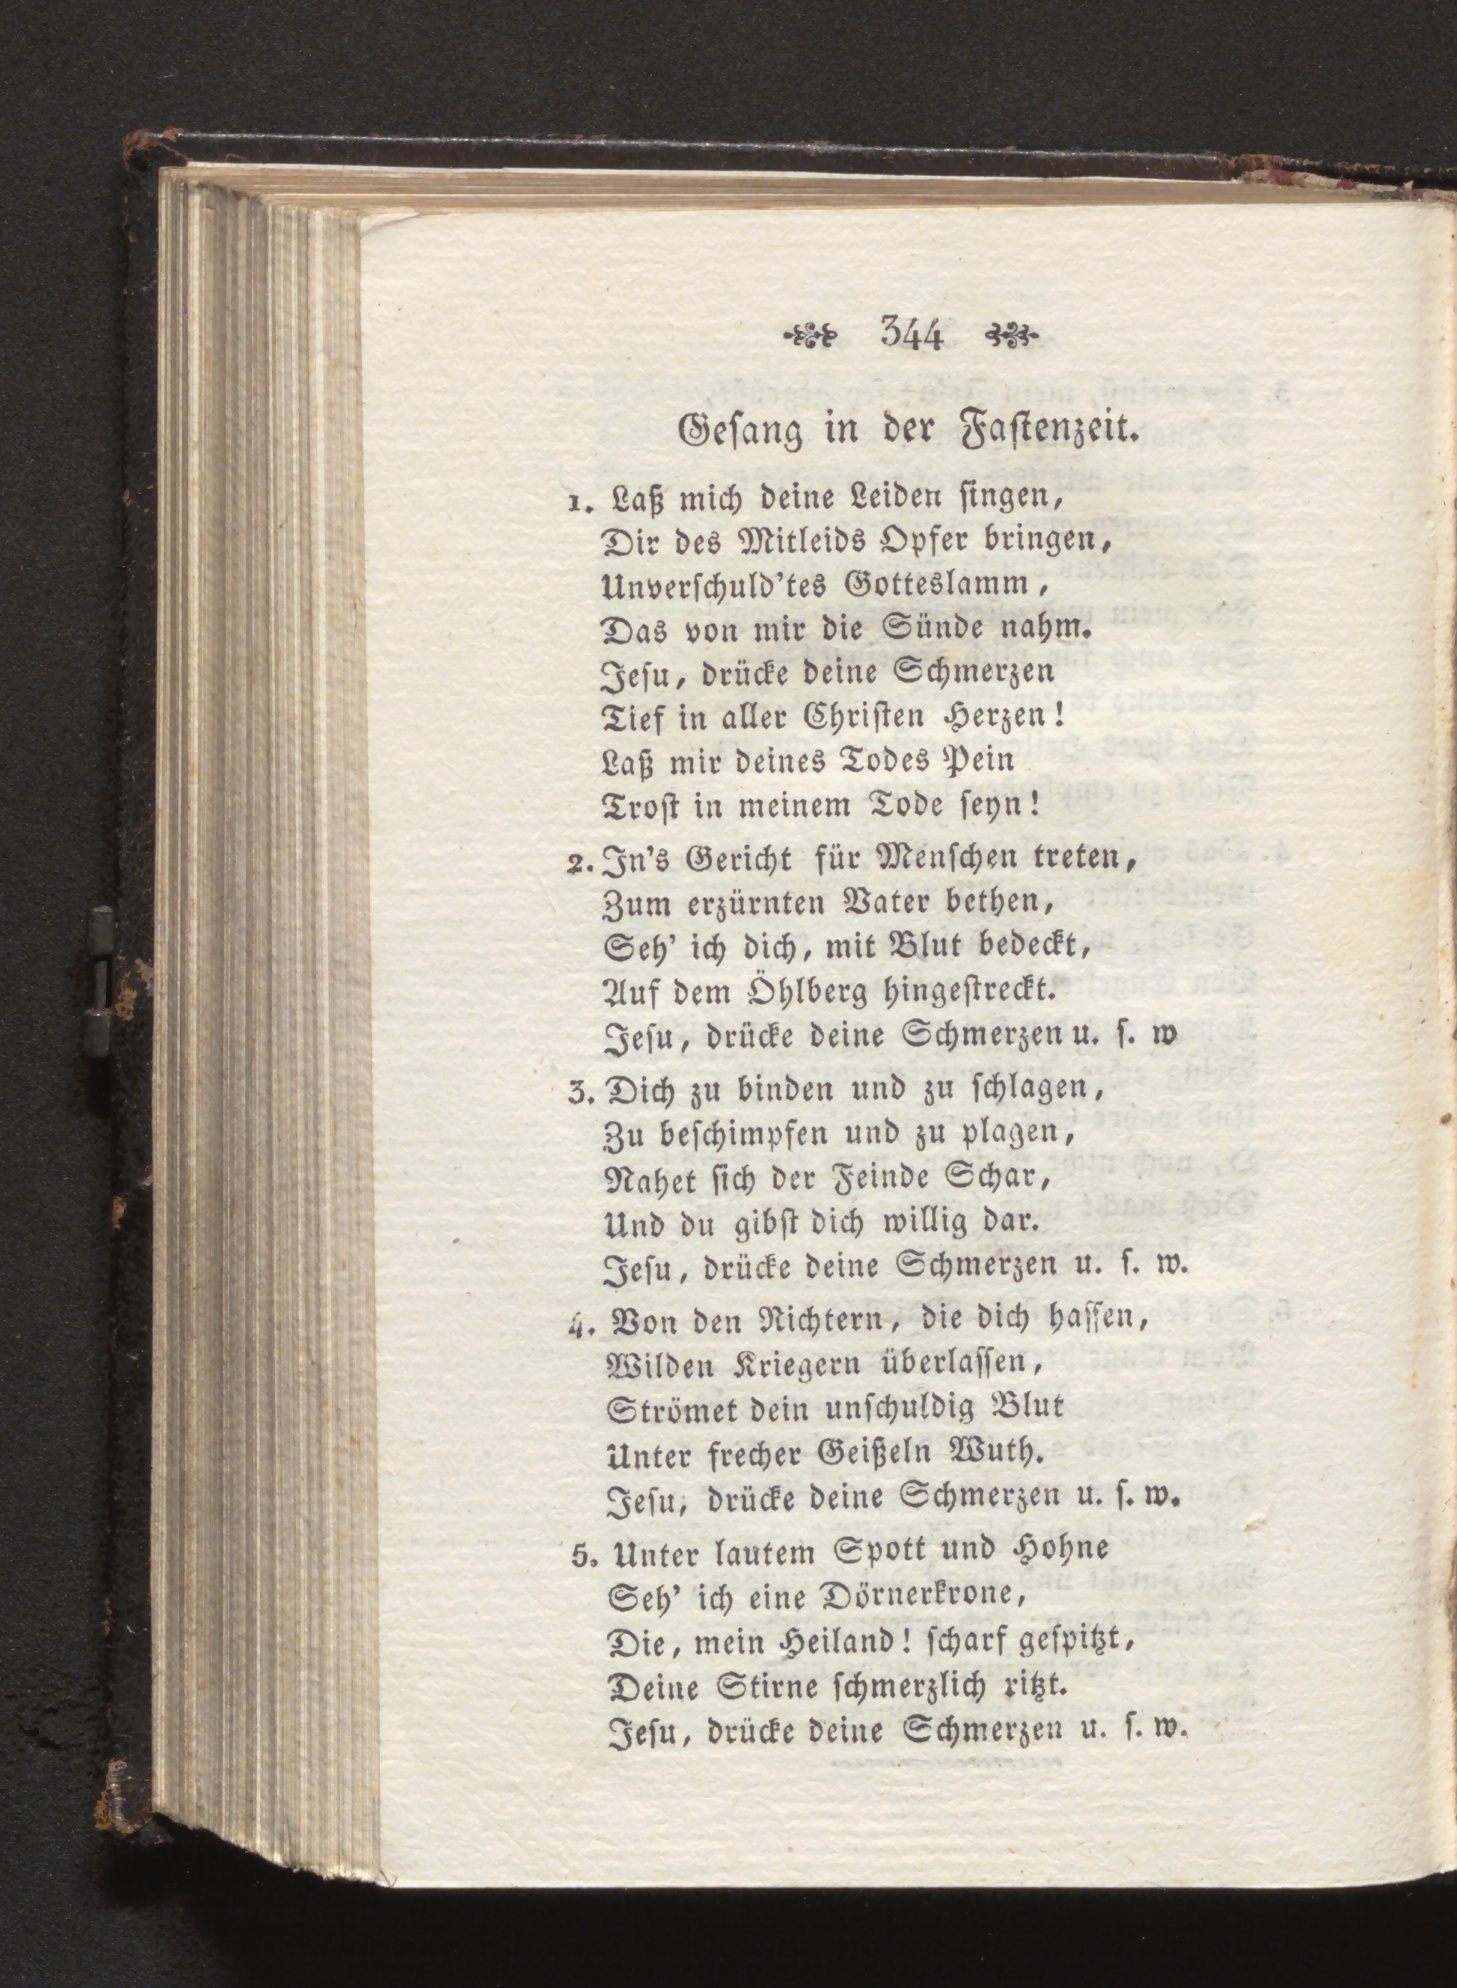 344
Geſang in der Faſtenzeit.
1. Laß mich deine Leiden ſingen,
Dir des Mitleids Opfer bringen,
Unverſchuld'tes Gotteslamm,
Das von mir die Sünde nahm.
Jeſu, drücke deine Schmerzen
Tief in aller Chriſten Herzen!
Laß mir deines Todes Pein
Troſt in meinem Tode ſeyn!
2. In's Gericht für Menſchen treten,
Zum erzürnten Vater bethen,
Seh' ich dich, mit Blut bedeckt,
Auf dem Öhlberg hingeſtreckt.
Jeſu, drücke deine Schmerzen u. ſ. w
3. Dich zu binden und zu ſchlagen,
Zu beſchimpfen und zu plagen,
Nahet ſich der Feinde Schar,
Und du gibſt dich willig dar.
Jeſu, drücke deine Schmerzen u. ſ. w.
4. Von den Richtern, die dich haſſen,
Wilden Kriegern überlaſſen,
Strömet dein unſchuldig Blut
Unter frecher Geißeln Wuth.
Jeſu, drücke deine Schmerzen u. ſ. w.
5. Unter lautem Spott und Hohne
Seh' ich eine Dörnerkrone,
Die, mein Heiland! ſcharf geſpitzt,
Deine Stirne ſchmerzlich ritzt.
Jeſu, drücke deine Schmerzen u. ſ. w.